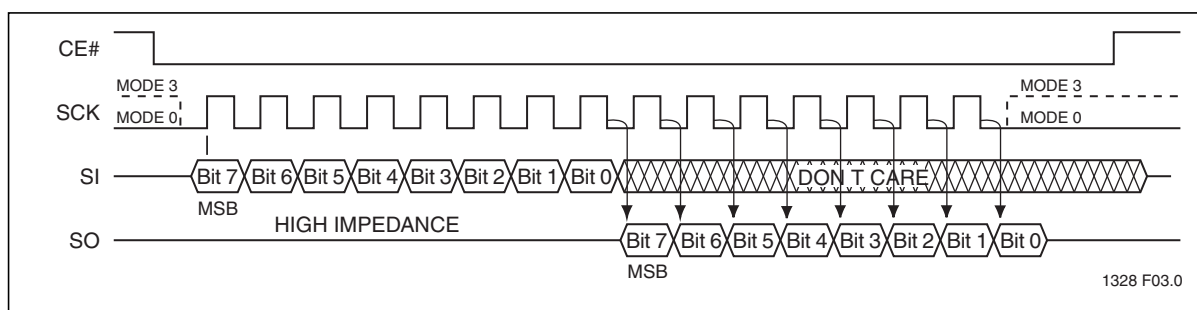 CE#
MODE 3
MODE 3
SCK
MODE 0
MODE 0
SI
Bit 7 Bit 6 Bit 5 Bit 4 Bit 3 Bit 2 Bit 1 Bit 0
DON T CARE
MSB
HIGH IMPEDANCE
SO
Bit 7 Bit 6 Bit 5 Bit 4 Bit 3 Bit 2 Bit 1 Bit 0
MSB
1328 F03.0